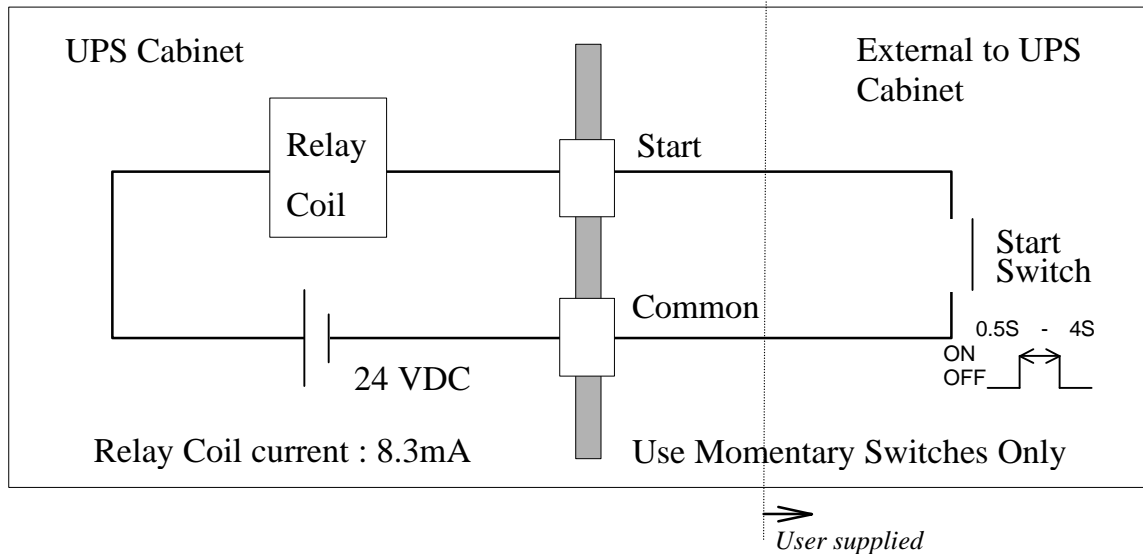 UPS Cabinet
External to UPS
Cabinet
Relay
Coil
Start
Start
Switch
Common
24 VDC
0.5S - 4S
ON
OFF
Relay Coil current : 8.3mA
Use Momentary Switches Only
User supplied